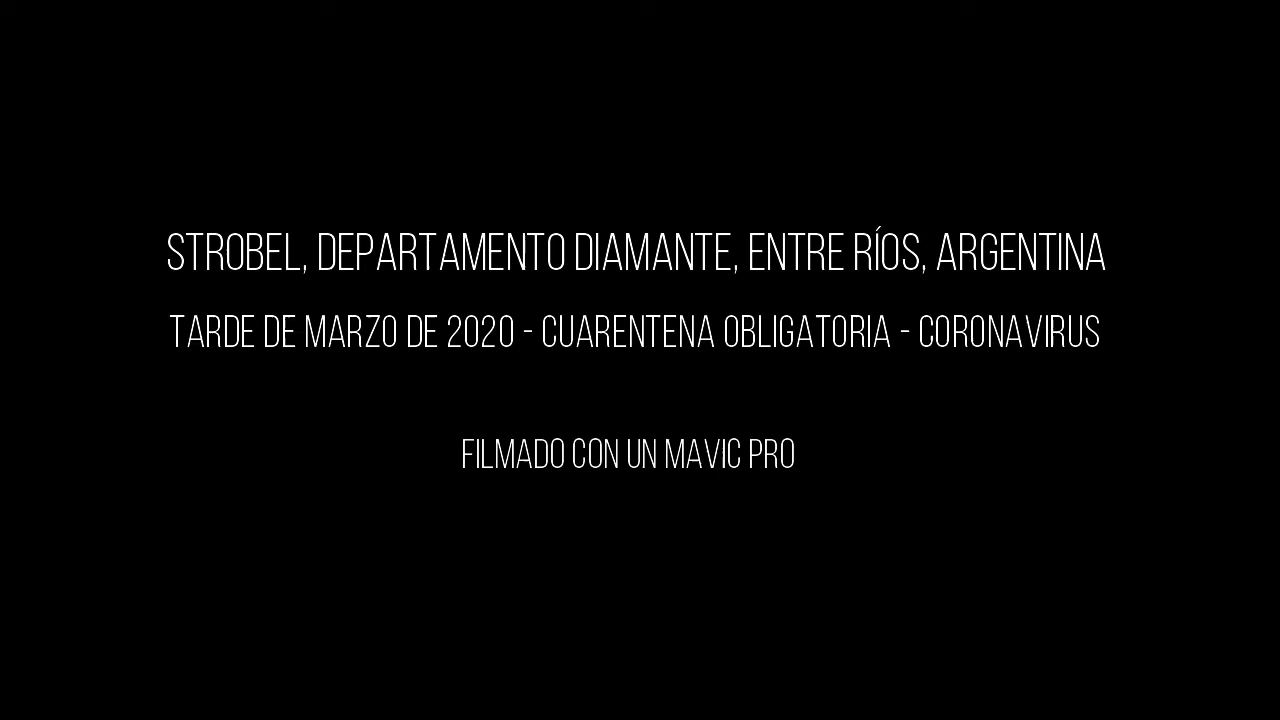 STROBEL, DEPARTAMENTO DIAMANTE, ENTRE RÍOS, ARGENTINA
TARDE DE MARZO DE 2020 - CUARENTENA OBLIGATORIA - CORONAVIRUS
FILMADO CON UN MAVIC PRO